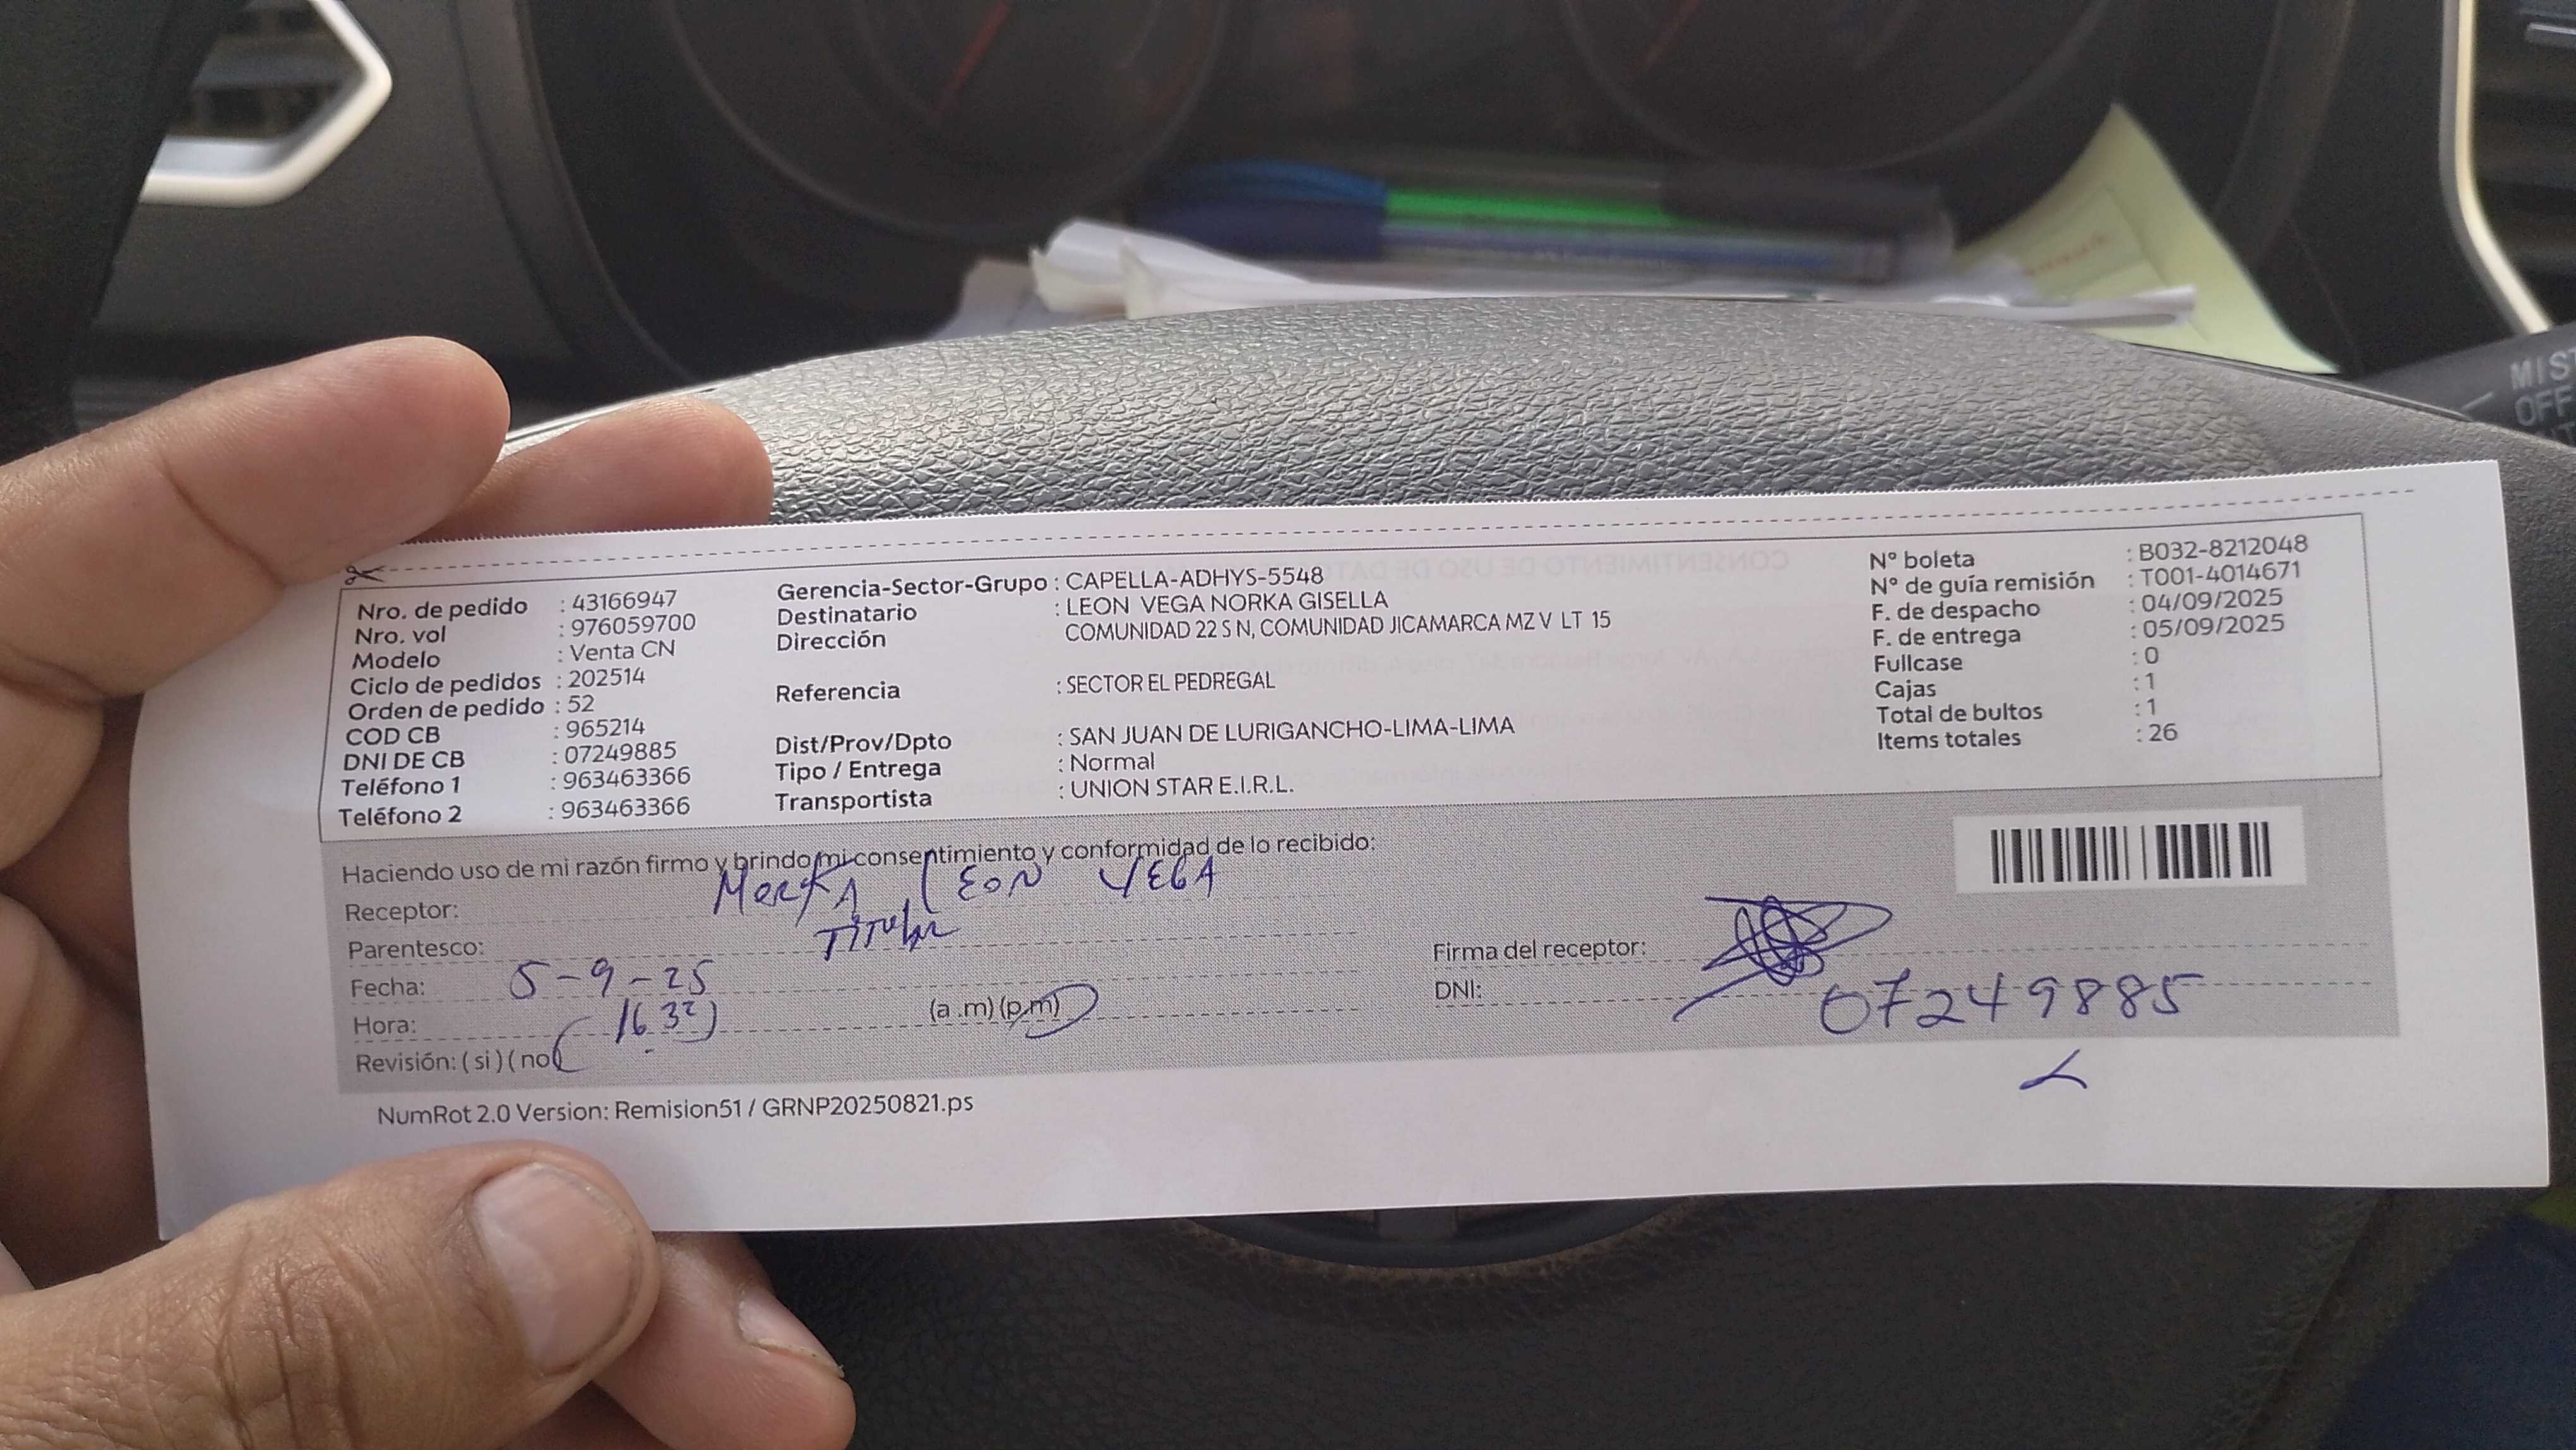 Nro. de pedido : 43166947
Nro. vol : 976059700
Modelo : Venta CN
Ciclo de pedidos : 202514
Orden de pedido : 52
COD CB : 965214
DNI DE CB : 07249885
Teléfono 1 : 963463366
Teléfono 2 : 963463366
Gerencia-Sector-Grupo : CAPELLA-ADHYS-5548
Destinatario : LEON VEGA NORKA GISELLA
Dirección COMUNIDAD 22 S N, COMUNIDAD JICAMARCA MZ V LT 15
Referencia : SECTOR EL PEDREGAL
Dist/Prov/Dpto : SAN JUAN DE LURIGANCHO-LIMA-LIMA
Tipo / Entrega : Normal
Transportista : UNION STAR E.I.R.L.
N° boleta : B032-8212048
N° de guía remisión : T001-4014671
F. de despacho : 04/09/2025
F. de entrega : 05/09/2025
Fullcase : 0
Cajas : 1
Total de bultos : 1
Items totales : 26
Haciendo uso de mi razón firmo y brindo mi consentimiento y conformidad de lo recibido:
Receptor: LEON VEGA
Parentesco: TITULAR
Fecha: 5-9-25
Hora: (a .m) (p.m)
Revisión: ( si ) ( no
Firma del receptor:
DNI: 07249885
NumRot 2.0 Version: Remision51 / GRNP20250821.ps
MIST
OFF